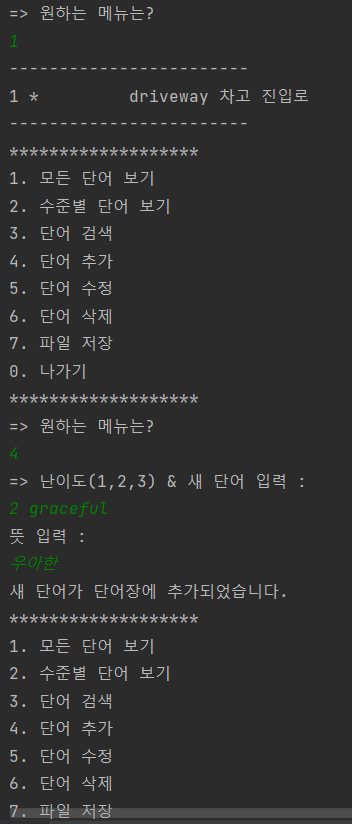 => 원하는 메뉴는?
1
------------------------
1 *         driveway 차고 진입로
------------------------
*******************
1. 모든 단어 보기
2. 수준별 단어 보기
3. 단어 검색
4. 단어 추가
5. 단어 수정
6. 단어 삭제
7. 파일 저장
0. 나가기
*******************
=> 원하는 메뉴는?
4
=> 난이도(1,2,3) & 새 단어 입력 :
2 graceful
뜻 입력 :
우아한
새 단어가 단어장에 추가되었습니다.
*******************
1. 모든 단어 보기
2. 수준별 단어 보기
3. 단어 검색
4. 단어 추가
5. 단어 수정
6. 단어 삭제
7. 파일 저장